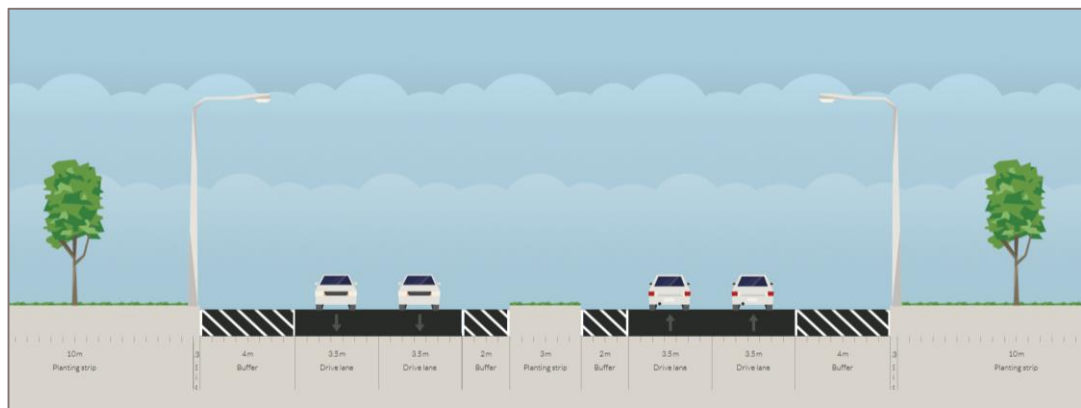 10m
Planting strip
4m
Buffer
3.5m
Drive lane
3.5m
Drive lane
2m
Buffer
3m
Planting strip
2m
Buffer
3.5m
Drive lane
3.5m
Drive lane
4m
Buffer
10m
Planting strip